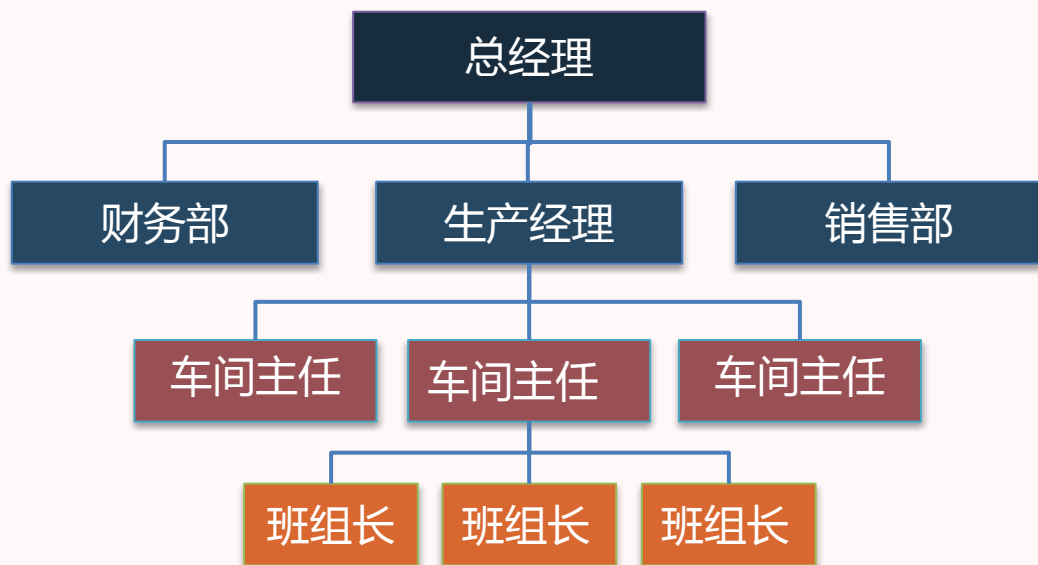 总经理
财务部
生产经理
销售部
车间主任
车间主任
车间主任
班组长
班组长
班组长